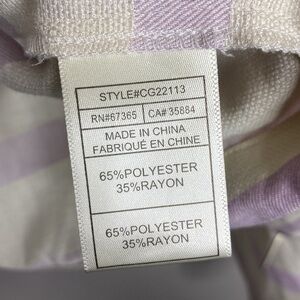 STYLE#CG22113
RN#67365 CA# 35884
MADE IN CHINA
FABRIQUÉ EN CHINE
65%POLYESTER
35%RAYON
65%POLYESTER
35%RAYON